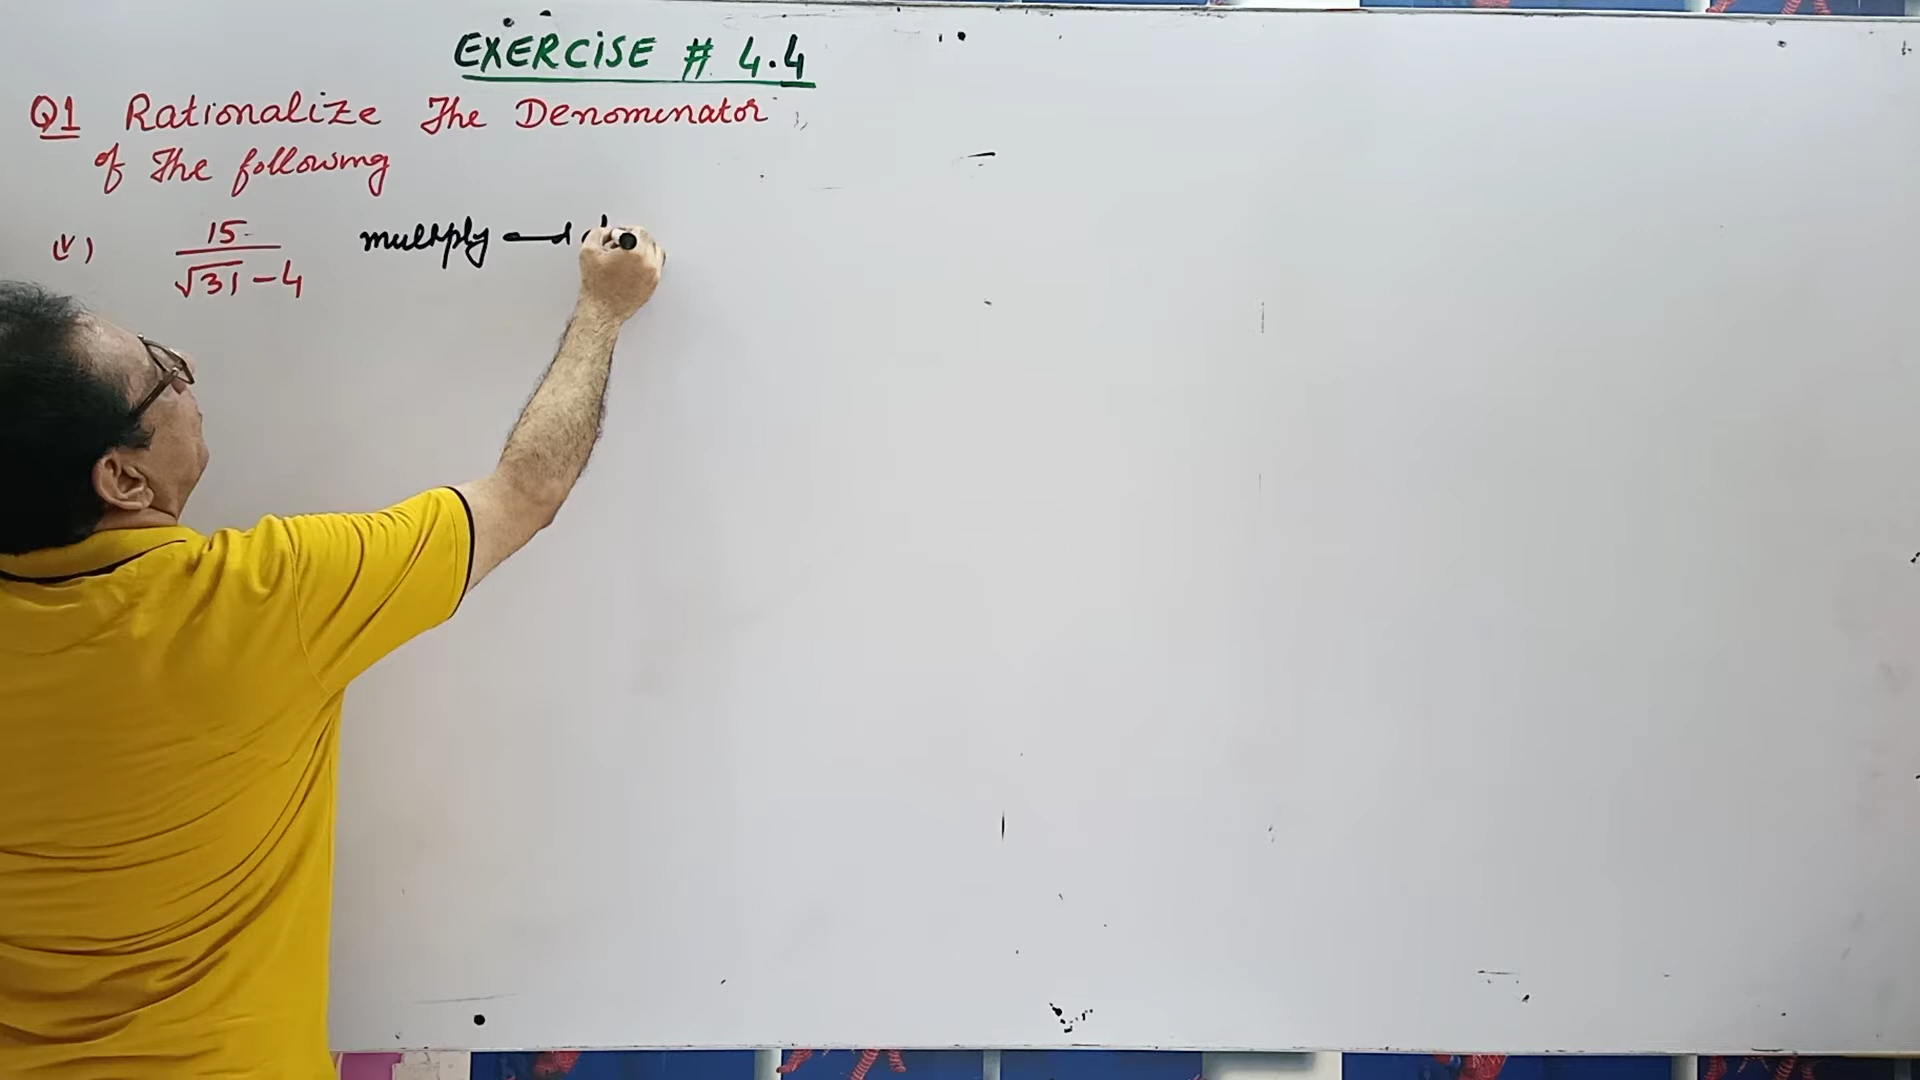 EXERCISE # 4.4
Q1 Rationalize The Denominator
of The following
(v) 15 / √31 - 4 multiply and